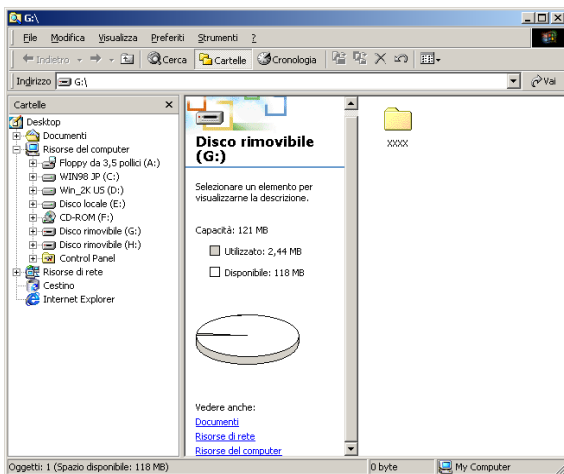 G:\
File Modifica Visualizza Preferiti Strumenti ?
Indietro Cerca Cartelle Cronologia
Indirizzo G:\ Vai
Cartelle
Desktop
Documenti
Risorse del computer
Floppy da 3,5 pollici (A:)
WIN98 JP (C:)
Win_2K US (D:)
Disco locale (E:)
CD-ROM (F:)
Disco rimovibile (G:)
Disco rimovibile (H:)
Control Panel
Risorse di rete
Cestino
Internet Explorer
Disco rimovibile
(G:)
Selezionare un elemento per
visualizzarne la descrizione.
Capacità: 121 MB
Utilizzato: 2,44 MB
Disponibile: 118 MB
Vedere anche:
Documenti
Risorse di rete
Risorse del computer
xxxx
Oggetti: 1 (Spazio disponibile: 118 MB) 0 byte My Computer